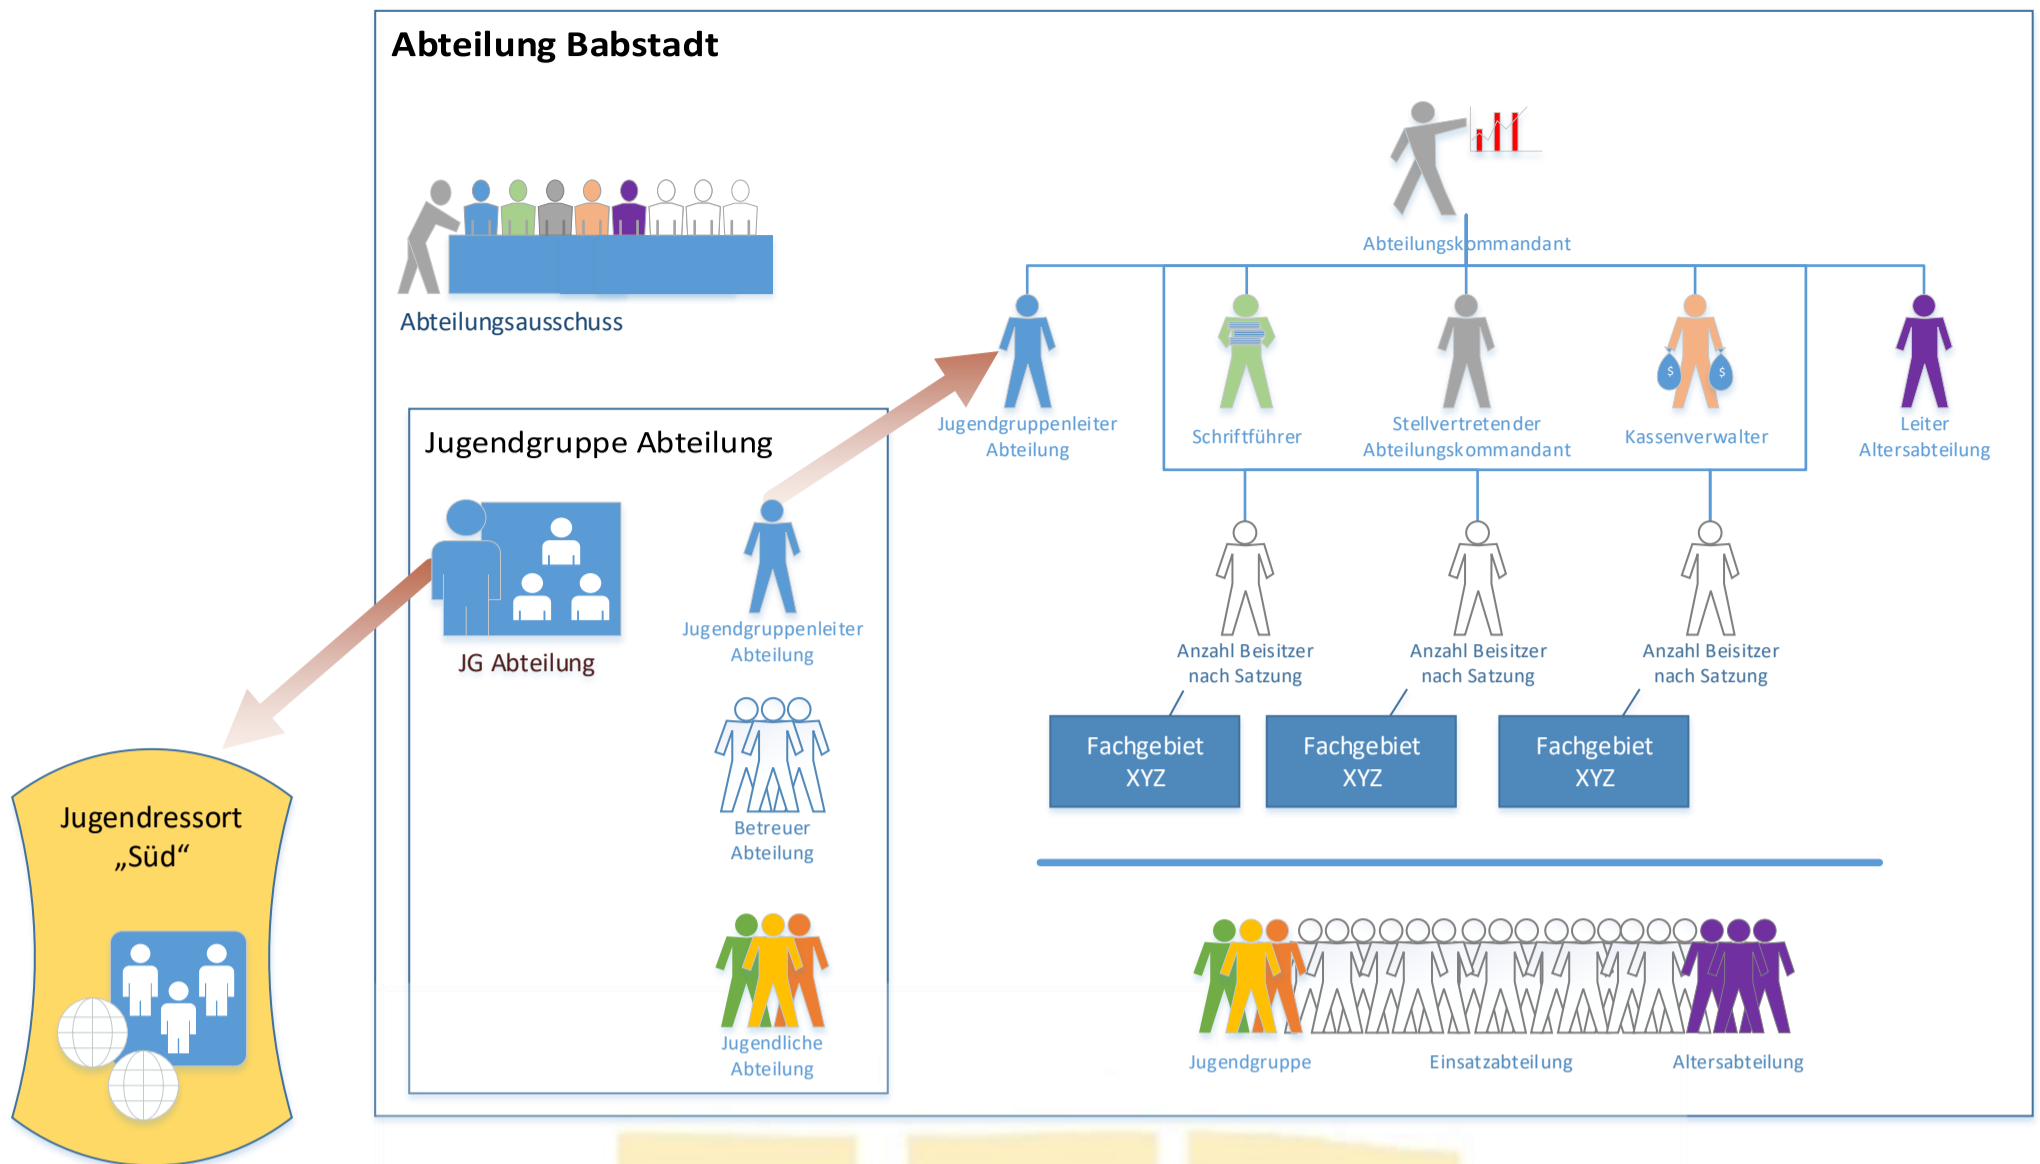 Abteilung Babstadt
Abteilungskommandant
Abteilungsausschuss
Jugendgruppenleiter
Abteilung
Schriftführer
Stellvertretender
Abteilungskommandant
$
$
Kassenverwalter
Leiter
Altersabteilung
Jugendgruppe Abteilung
JG Abteilung
Jugendgruppenleiter
Abteilung
Betreuer
Abteilung
Jugendliche
Abteilung
Anzahl Beisitzer
nach Satzung
Anzahl Beisitzer
nach Satzung
Anzahl Beisitzer
nach Satzung
Fachgebiet
XYZ
Fachgebiet
XYZ
Fachgebiet
XYZ
Jugendgruppe
Einsatzabteilung
Altersabteilung
Jugendressort
„Süd“